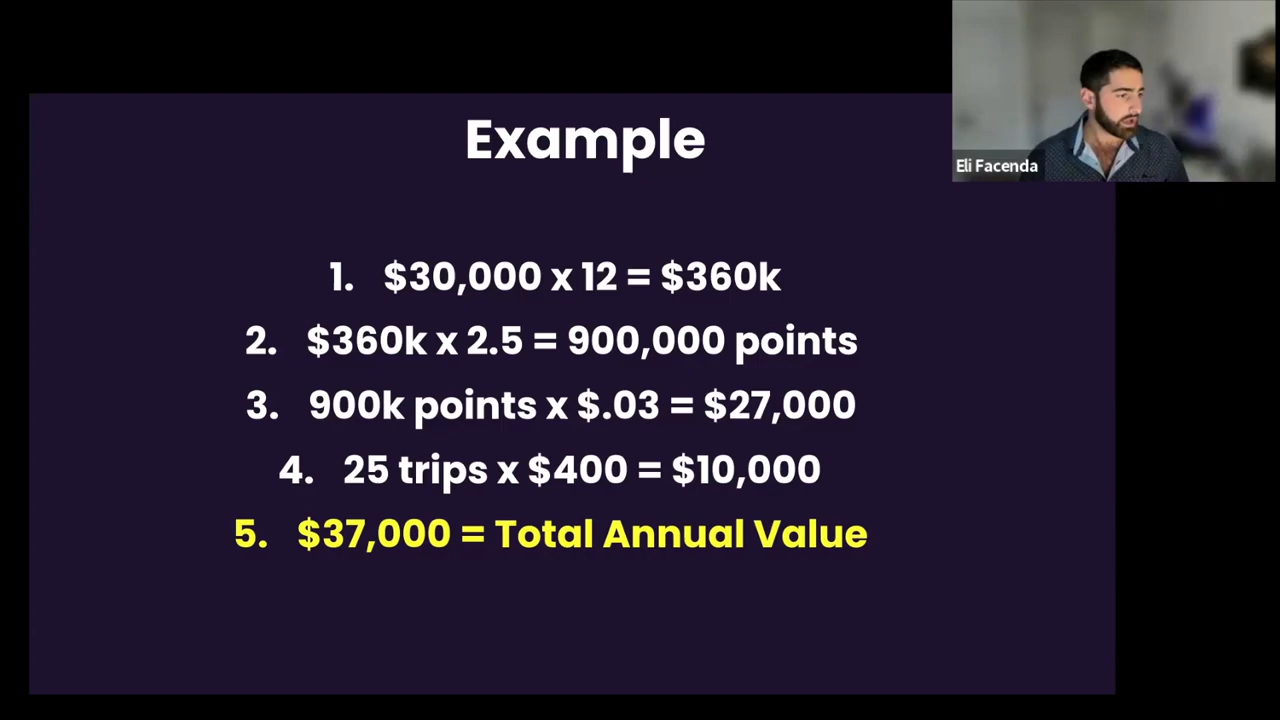 Example
Eli Facenda
1. $30,000 x 12 = $360k
2. $360k x 2.5 = 900,000 points
3. 900k points x $.03 = $27,000
4. 25 trips x $400 = $10,000
5. $37,000 = Total Annual Value